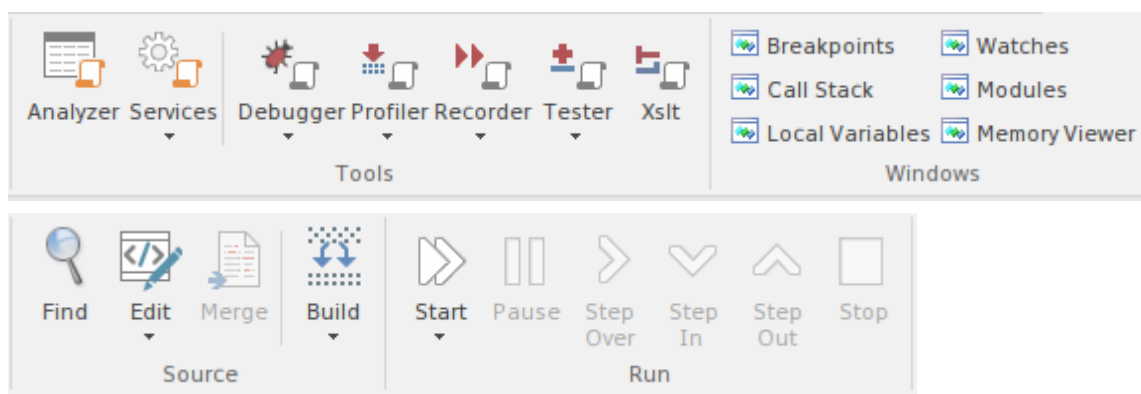 Breakpoints Watches
Call Stack Modules
Analyzer Services Debugger Profiler Recorder Tester Xslt
Local Variables Memory Viewer
Tools Windows
Find Edit Merge Build Start Pause Step Over Step In Step Out Stop
Source Run